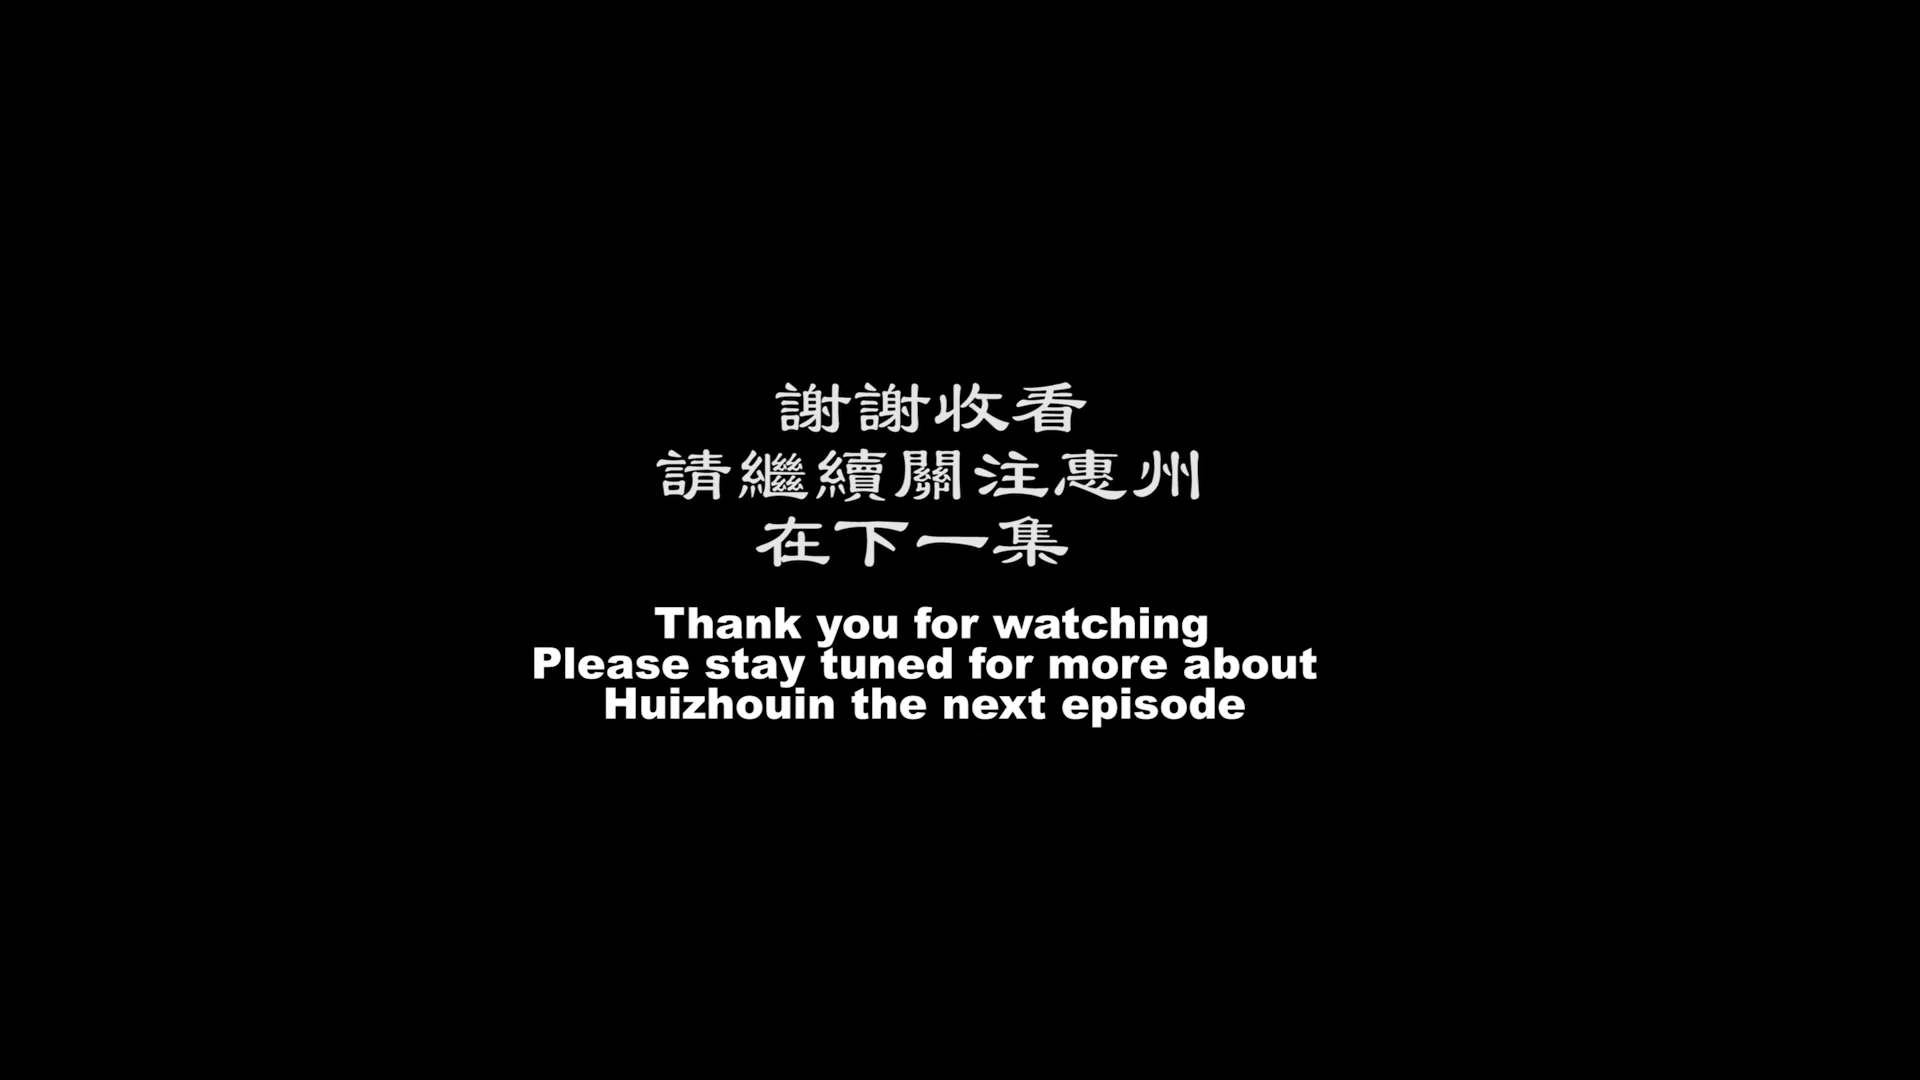 謝謝收看
請繼續關注惠州
在下一集
Thank you for watching
Please stay tuned for more about
Huizhouin the next episode